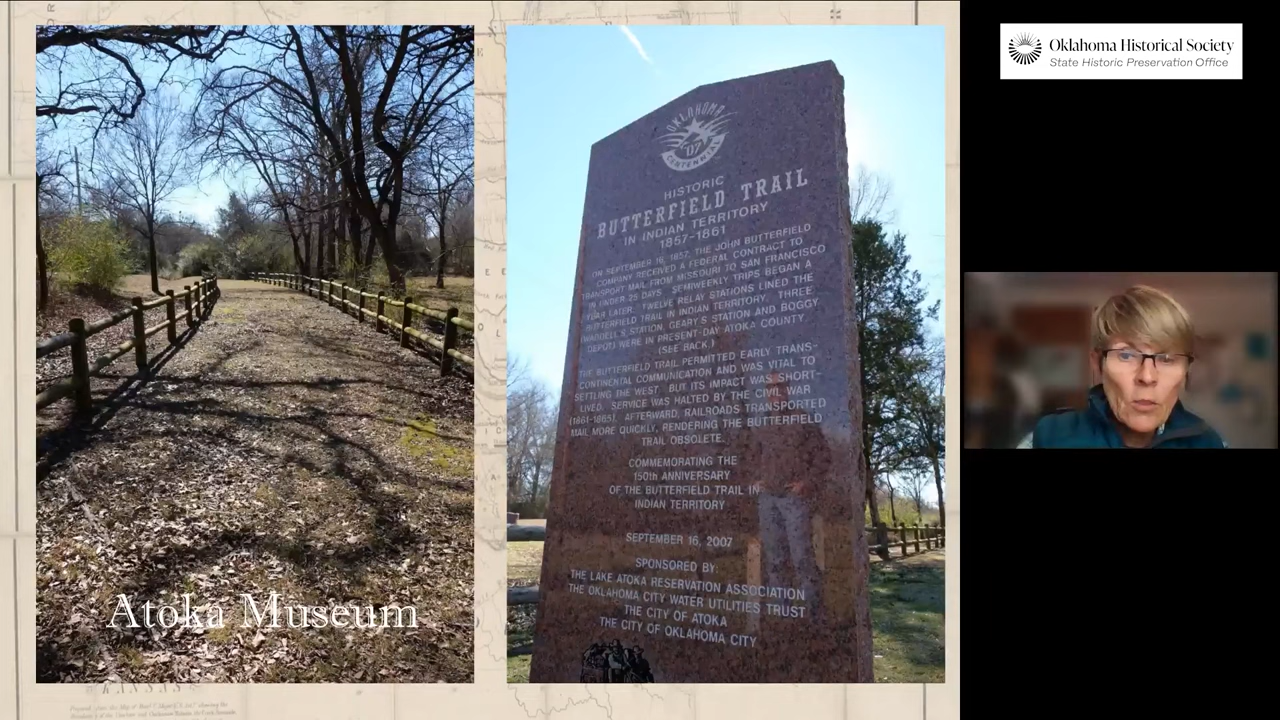 Atoka Museum
OKLAHOMA
'07
CENTENNIAL
HISTORIC
BUTTERFIELD TRAIL
IN INDIAN TERRITORY
1857-1861
ON SEPTEMBER 16, 1857, THE JOHN BUTTERFIELD
COMPANY RECEIVED A FEDERAL CONTRACT TO
TRANSPORT MAIL FROM MISSOURI TO SAN FRANCISCO
IN UNDER 25 DAYS. SEMIWEEKLY TRIPS BEGAN A
YEAR LATER. TWELVE RELAY STATIONS LINED THE
BUTTERFIELD TRAIL IN INDIAN TERRITORY. THREE
(WADDELL'S STATION, GEARY'S STATION AND BOGGY
DEPOT) WERE IN PRESENT-DAY ATOKA COUNTY.
(SEE BACK.)
THE BUTTERFIELD TRAIL PERMITTED EARLY TRANS-
CONTINENTAL COMMUNICATION AND WAS VITAL TO
SETTLING THE WEST. BUT ITS IMPACT WAS SHORT-
LIVED. SERVICE WAS HALTED BY THE CIVIL WAR
(1861-1865). AFTERWARD, RAILROADS TRANSPORTED
MAIL MORE QUICKLY, RENDERING THE BUTTERFIELD
TRAIL OBSOLETE.
COMMEMORATING THE
150th ANNIVERSARY
OF THE BUTTERFIELD TRAIL IN
INDIAN TERRITORY
SEPTEMBER 16, 2007
SPONSORED BY:
THE LAKE ATOKA RESERVATION ASSOCIATION
THE OKLAHOMA CITY WATER UTILITIES TRUST
THE CITY OF ATOKA
THE CITY OF OKLAHOMA CITY
KANSAS
Oklahoma Historical Society
State Historic Preservation Office